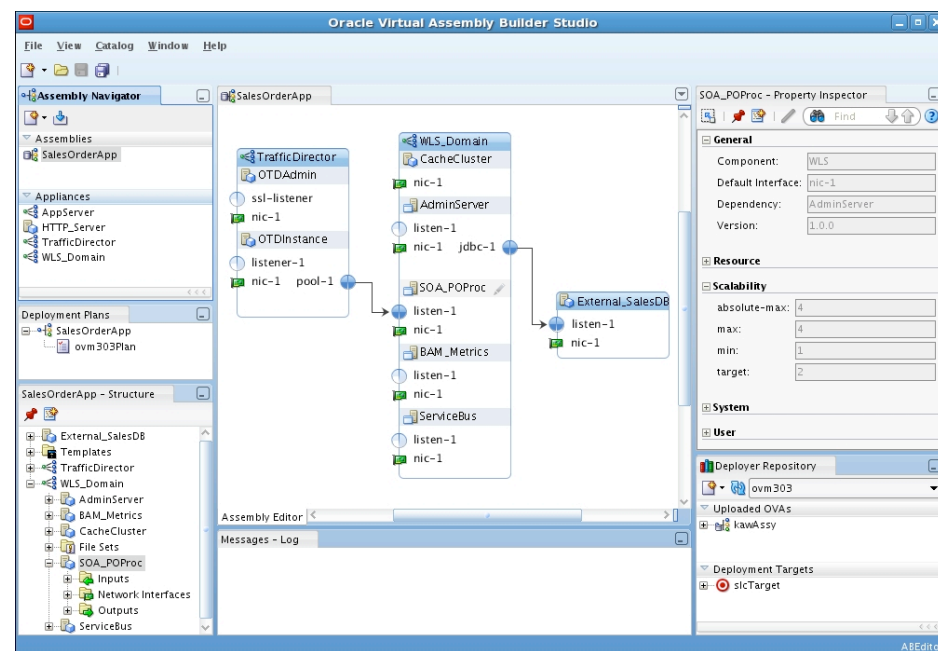 Oracle Virtual Assembly Builder Studio
File View Catalog Window Help
Assembly Navigator
Assemblies
SalesOrderApp
Appliances
AppServer
HTTP_Server
TrafficDirector
WLS_Domain
Deployment Plans
SalesOrderApp
ovm303Plan
SalesOrderApp - Structure
External_SalesDB
Templates
TrafficDirector
WLS_Domain
AdminServer
BAM_Metrics
CacheCluster
File Sets
SOA_POProc
Inputs
Network Interfaces
Outputs
ServiceBus
SalesOrderApp
TrafficDirector
OTDAdmin
ssl-listener
nic-1
OTDInstance
listener-1
nic-1 pool-1
WLS_Domain
CacheCluster
nic-1
AdminServer
listen-1
nic-1 jdbc-1
SOA_POProc
listen-1
nic-1
BAM_Metrics
listen-1
nic-1
ServiceBus
listen-1
nic-1
External_SalesDB
listen-1
nic-1
Assembly Editor
Messages - Log
SOA_POProc - Property Inspector
Find
General
Component: WLS
Default Interface: nic-1
Dependency: AdminServer
Version: 1.0.0
Resource
Scalability
absolute-max: 4
max: 4
min: 1
target: 2
System
User
Deployer Repository
ovm303
Uploaded OVAs
kawAssy
Deployment Targets
slcTarget
ABEdito